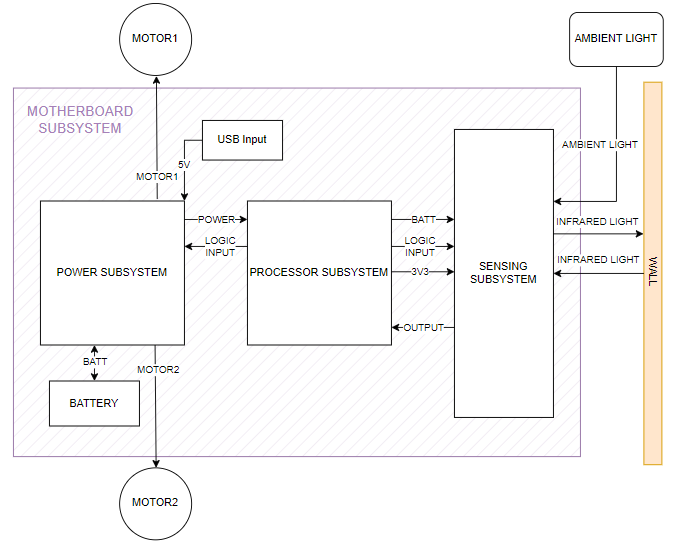 MOTOR1
AMBIENT LIGHT
MOTHERBOARD
SUBSYSTEM
USB Input
AMBIENT LIGHT
5V
MOTOR1
POWER
BATT
INFRARED LIGHT
LOGIC
INPUT
LOGIC
INPUT
POWER SUBSYSTEM
PROCESSOR SUBSYSTEM
3V3
SENSING
SUBSYSTEM
INFRARED LIGHT
WALL
OUTPUT
BATT
MOTOR2
BATTERY
MOTOR2